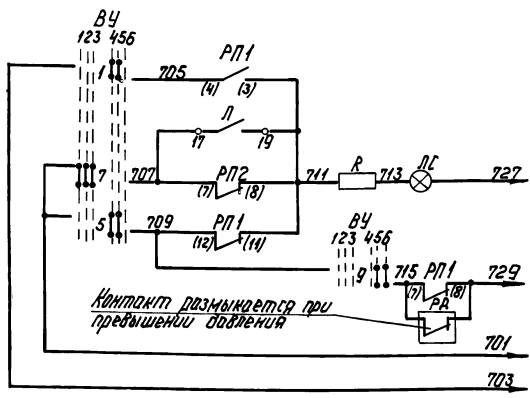 ВУ
123 456
1
705
РП1
(4) (3)
Л
17 19
7
707
РП2
(7) (8)
711
R
713
ЛС
727
5
709
РП1
(12) (11)
ВУ
123 456
9
715
РП1
729
(7) (8)
PR
Контакт размыкается при
превышении давления
701
703